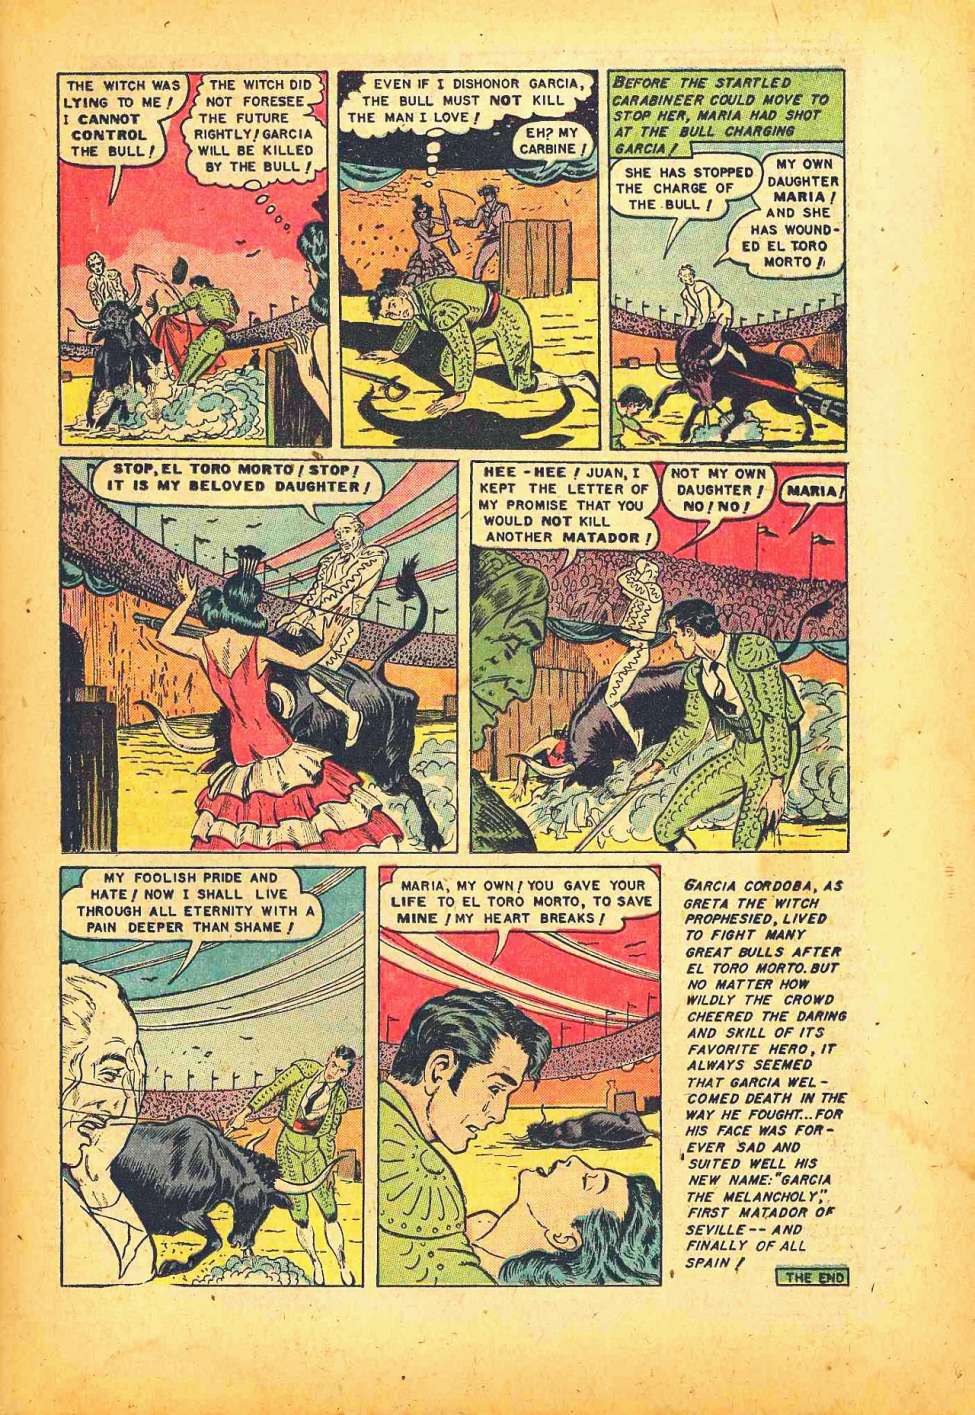 THE WITCH WAS
LYING TO ME!
I CANNOT
CONTROL
THE BULL!
THE WITCH DID
NOT FORESEE
THE FUTURE
RIGHTLY! GARCIA
WILL BE KILLED
BY THE BULL!
EVEN IF I DISHONOR GARCIA,
THE BULL MUST NOT KILL
THE MAN I LOVE!
EH? MY
CARBINE!
BEFORE THE STARTLED
CARABINEER COULD MOVE TO
STOP HER, MARIA HAD SHOT
AT THE BULL CHARGING
GARCIA!
SHE HAS STOPPED
THE CHARGE OF
THE BULL!
MY OWN
DAUGHTER
MARIA!
AND SHE
HAS WOUND-
ED EL TORO
MORTO!
STOP, EL TORO MORTO! STOP!
IT IS MY BELOVED DAUGHTER!
HEE-HEE! JUAN, I
KEPT THE LETTER OF
MY PROMISE THAT YOU
WOULD NOT KILL
ANOTHER MATADOR!
NOT MY OWN
DAUGHTER!
NO! NO!
MARIA!
MY FOOLISH PRIDE AND
HATE! NOW I SHALL LIVE
THROUGH ALL ETERNITY WITH A
PAIN DEEPER THAN SHAME!
MARIA, MY OWN! YOU GAVE YOUR
LIFE TO EL TORO MORTO, TO SAVE
MINE! MY HEART BREAKS!
GARCIA CORDOBA, AS
GRETA THE WITCH
PROPHESIED, LIVED
TO FIGHT MANY
GREAT BULLS AFTER
EL TORO MORTO. BUT
NO MATTER HOW
WILDLY THE CROWD
CHEERED THE DARING
AND SKILL OF ITS
FAVORITE HERO, IT
ALWAYS SEEMED
THAT GARCIA WEL-
COMED DEATH IN THE
WAY HE FOUGHT...FOR
HIS FACE WAS FOR-
EVER SAD AND
SUITED WELL HIS
NEW NAME: "GARCIA
THE MELANCHOLY,"
FIRST MATADOR OF
SEVILLE -- AND
FINALLY OF ALL
SPAIN!
THE END